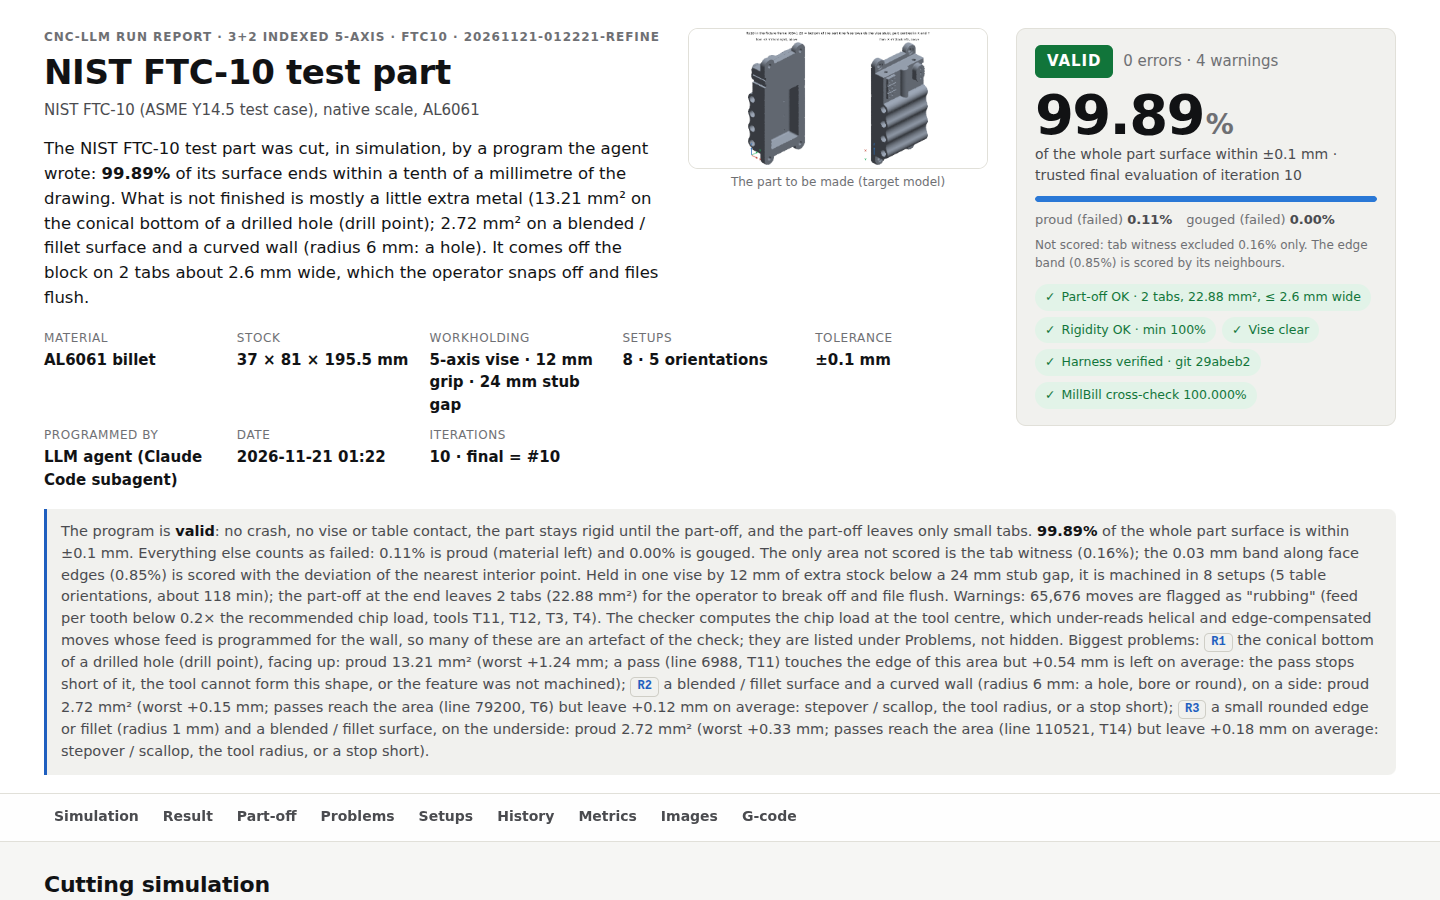 CNC-LLM RUN REPORT · 3+2 INDEXED 5-AXIS · FTC10 · 20261121-012221-REFINE
NIST FTC-10 test part
NIST FTC-10 (ASME Y14.5 test case), native scale, AL6061
The NIST FTC-10 test part was cut, in simulation, by a program the agent
wrote: 99.89% of its surface ends within a tenth of a millimetre of the
drawing. What is not finished is mostly a little extra metal (13.21 mm² on
the conical bottom of a drilled hole (drill point); 2.72 mm² on a blended /
fillet surface and a curved wall (radius 6 mm: a hole). It comes off the
block on 2 tabs about 2.6 mm wide, which the operator snaps off and files
flush.
The part to be made (target model)
VALID 0 errors · 4 warnings
99.89%
of the whole part surface within ±0.1 mm ·
trusted final evaluation of iteration 10
proud (failed) 0.11% gouged (failed) 0.00%
Not scored: tab witness excluded 0.16% only. The edge
band (0.85%) is scored by its neighbours.
✓ Part-off OK · 2 tabs, 22.88 mm², ≤ 2.6 mm wide
✓ Rigidity OK · min 100% ✓ Vise clear
✓ Harness verified · git 29abeb2
✓ MillBill cross-check 100.000%
MATERIAL
AL6061 billet
STOCK
37 × 81 × 195.5 mm
WORKHOLDING
5-axis vise · 12 mm
grip · 24 mm stub
gap
SETUPS
8 · 5 orientations
TOLERANCE
±0.1 mm
PROGRAMMED BY
LLM agent (Claude
Code subagent)
DATE
2026-11-21 01:22
ITERATIONS
10 · final = #10
The program is valid: no crash, no vise or table contact, the part stays rigid until the part-off, and the part-off leaves only small tabs. 99.89% of the whole part surface is within
±0.1 mm. Everything else counts as failed: 0.11% is proud (material left) and 0.00% is gouged. The only area not scored is the tab witness (0.16%); the 0.03 mm band along face
edges (0.85%) is scored with the deviation of the nearest interior point. Held in one vise by 12 mm of extra stock below a 24 mm stub gap, it is machined in 8 setups (5 table
orientations, about 118 min); the part-off at the end leaves 2 tabs (22.88 mm²) for the operator to break off and file flush. Warnings: 65,676 moves are flagged as "rubbing" (feed
per tooth below 0.2× the recommended chip load, tools T11, T12, T3, T4). The checker computes the chip load at the tool centre, which under-reads helical and edge-compensated
moves whose feed is programmed for the wall, so many of these are an artefact of the check; they are listed under Problems, not hidden. Biggest problems: R1 the conical bottom
of a drilled hole (drill point), facing up: proud 13.21 mm² (worst +1.24 mm; a pass (line 6988, T11) touches the edge of this area but +0.54 mm is left on average: the pass stops
short of it, the tool cannot form this shape, or the feature was not machined); R2 a blended / fillet surface and a curved wall (radius 6 mm: a hole, bore or round), on a side: proud
2.72 mm² (worst +0.15 mm; passes reach the area (line 79200, T6) but leave +0.12 mm on average: stepover / scallop, the tool radius, or a stop short); R3 a small rounded edge
or fillet (radius 1 mm) and a blended / fillet surface, on the underside: proud 2.72 mm² (worst +0.33 mm; passes reach the area (line 110521, T14) but leave +0.18 mm on average:
stepover / scallop, the tool radius, or a stop short).
Simulation Result Part-off Problems Setups History Metrics Images G-code
Cutting simulation